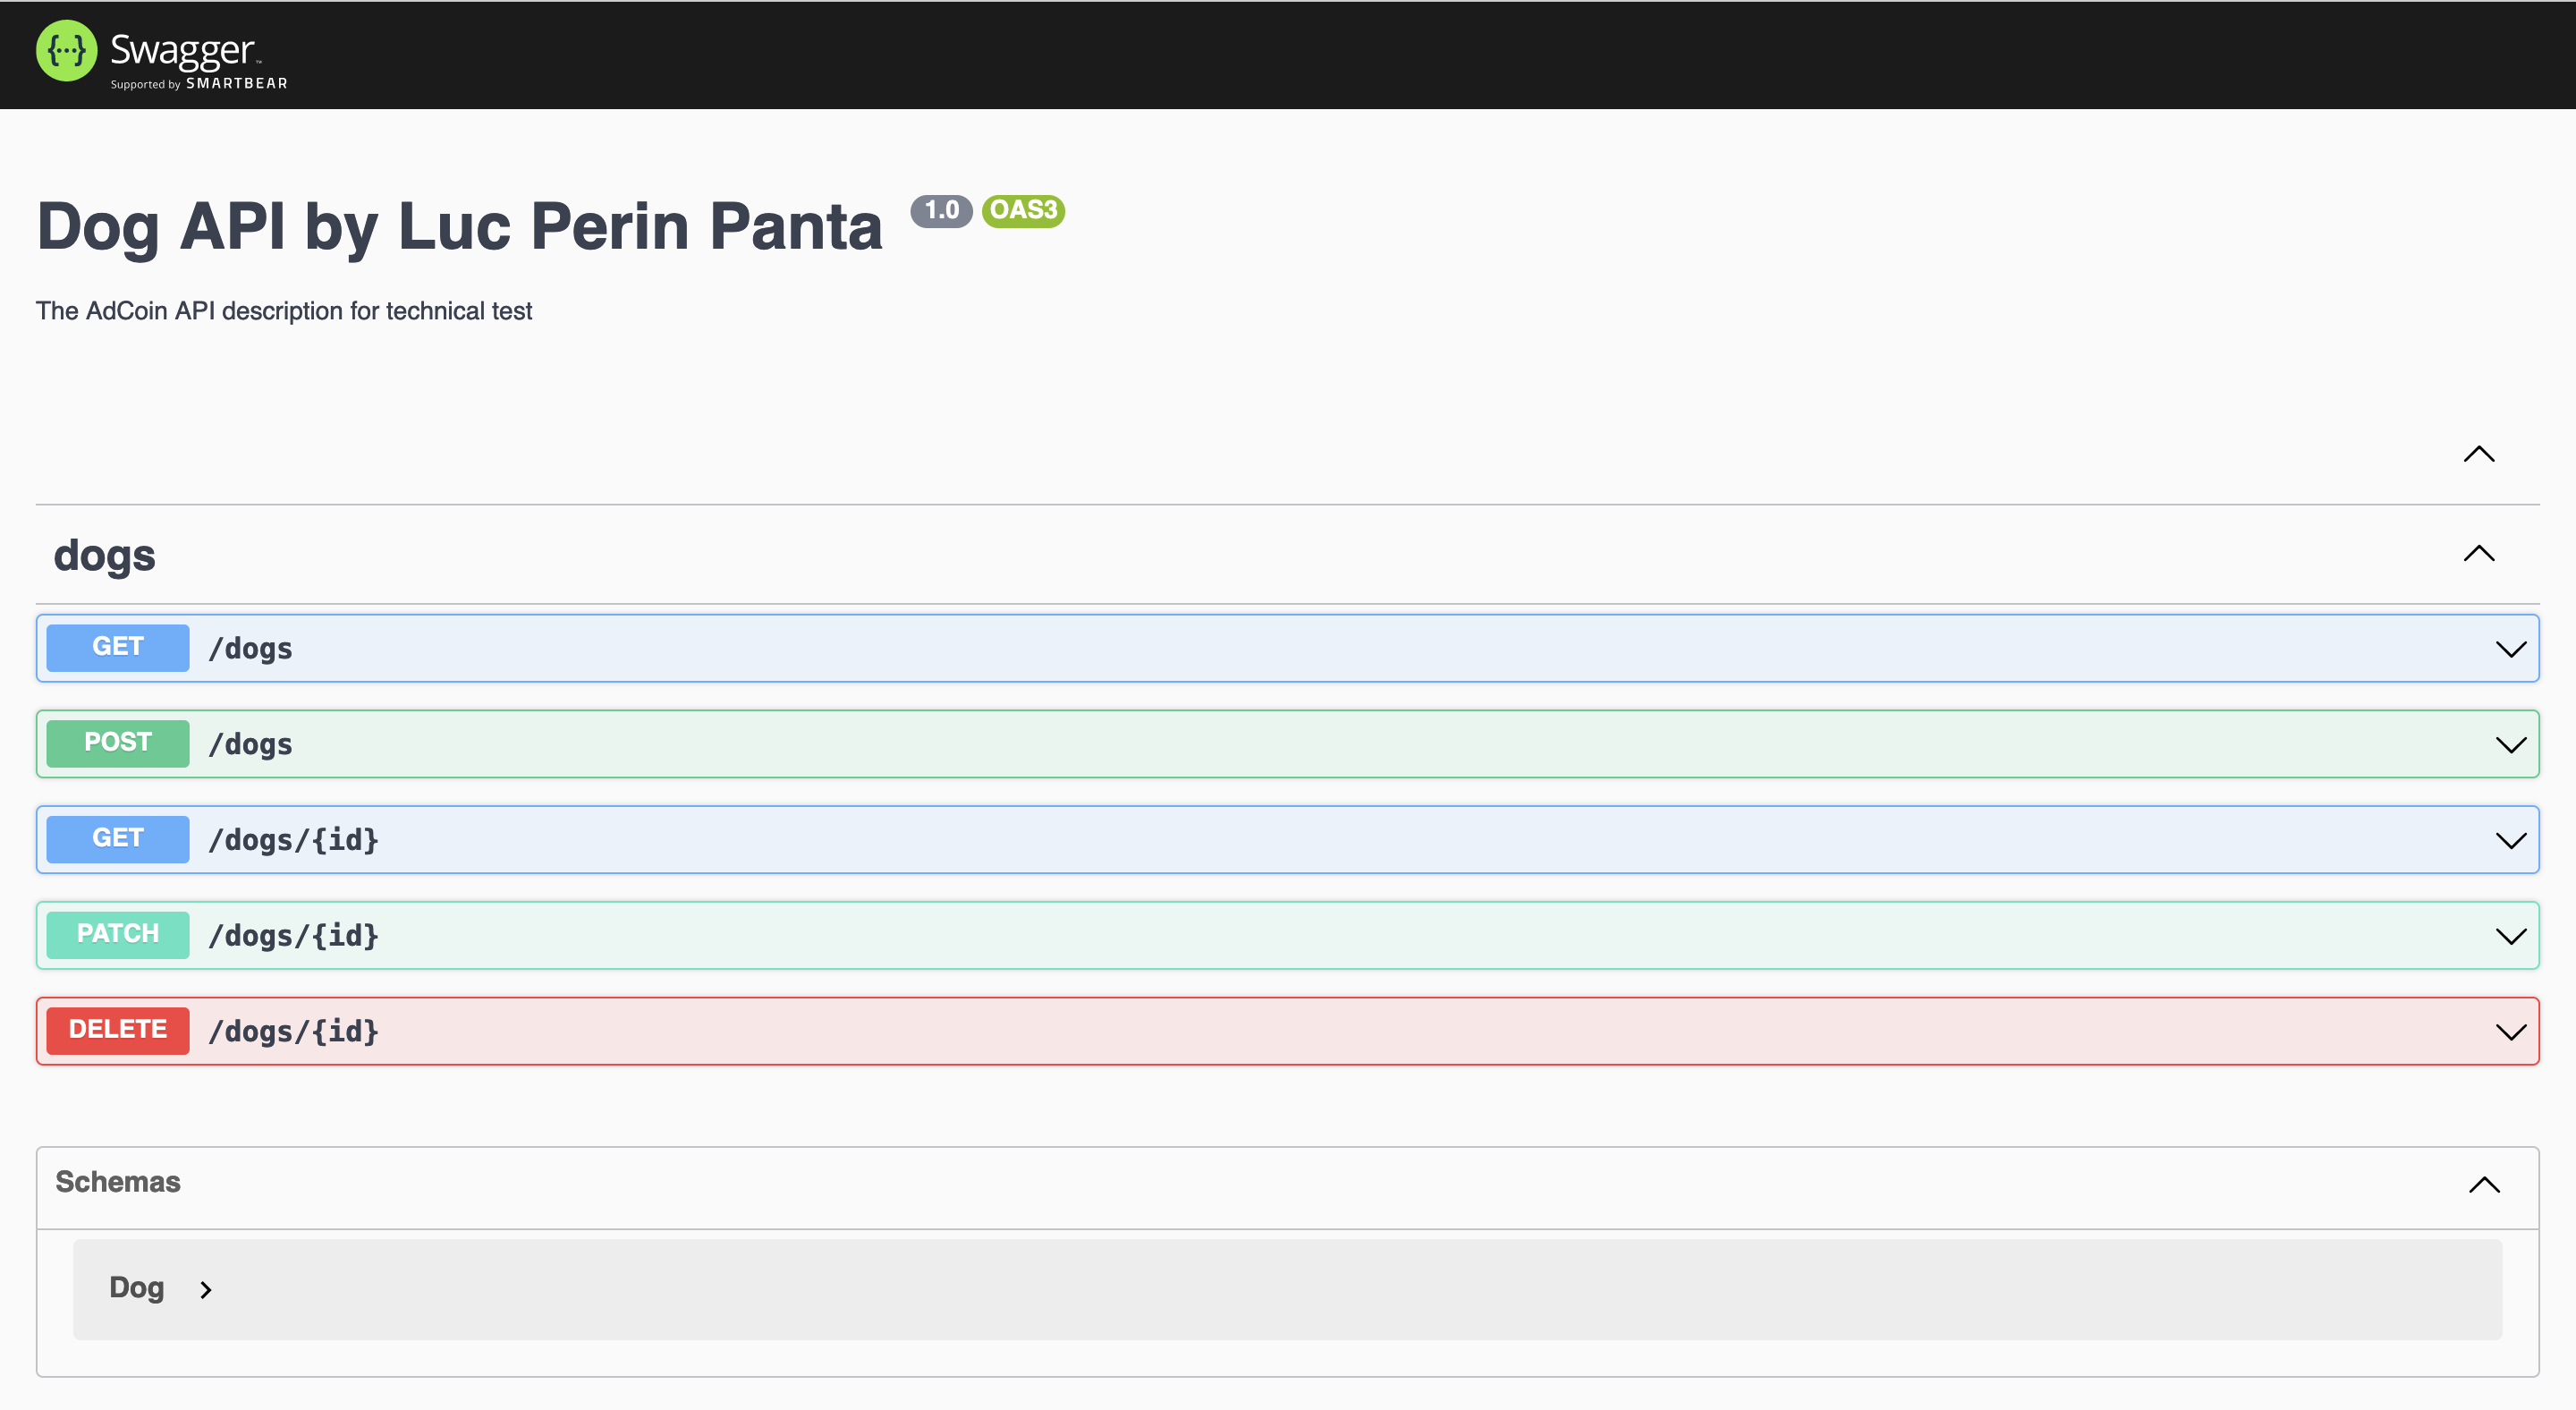 {...} Swagger™
Supported by SMARTBEAR
Dog API by Luc Perin Panta 1.0 OAS3
The AdCoin API description for technical test
dogs
GET /dogs
POST /dogs
GET /dogs/{id}
PATCH /dogs/{id}
DELETE /dogs/{id}
Schemas
Dog